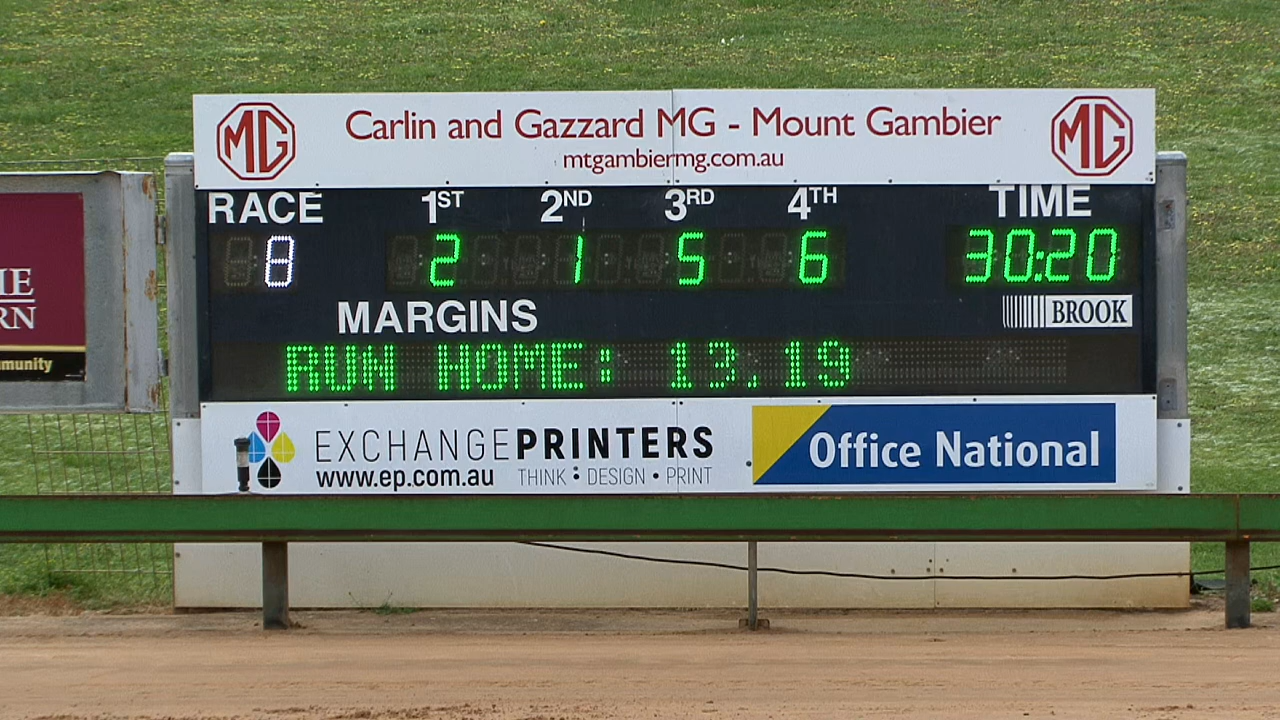 MG Carlin and Gazzard MG - Mount Gambier MG
mtgambiermg.com.au
RACE 1ST 2ND 3RD 4TH TIME
8 2 1 5 6 30:20
MARGINS BROOK
RUN HOME: 13.19
EXCHANGEPRINTERS
www.ep.com.au THINK : DESIGN • PRINT
Office National